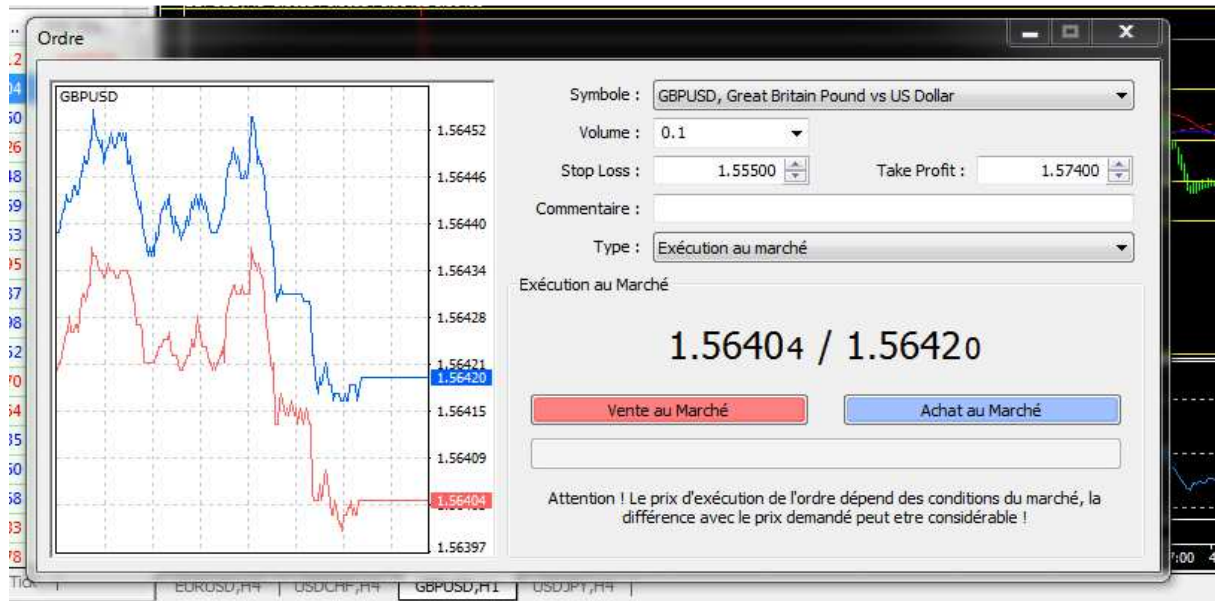 Ordre
GBPUSD
1.56452
1.56446
1.56440
1.56434
1.56428
1.56421
1.56420
1.56415
1.56409
1.56404
1.56397
Symbole : GBPUSD, Great Britain Pound vs US Dollar
Volume : 0.1
Stop Loss : 1.55500 Take Profit : 1.57400
Commentaire :
Type : Exécution au marché
Exécution au Marché
1.56404 / 1.56420
Vente au Marché Achat au Marché
Attention ! Le prix d'exécution de l'ordre dépend des conditions du marché, la
différence avec le prix demandé peut etre considérable !
EURUSD,H4 USDCHF,H4 GBPUSD,H1 USDJPY,H4